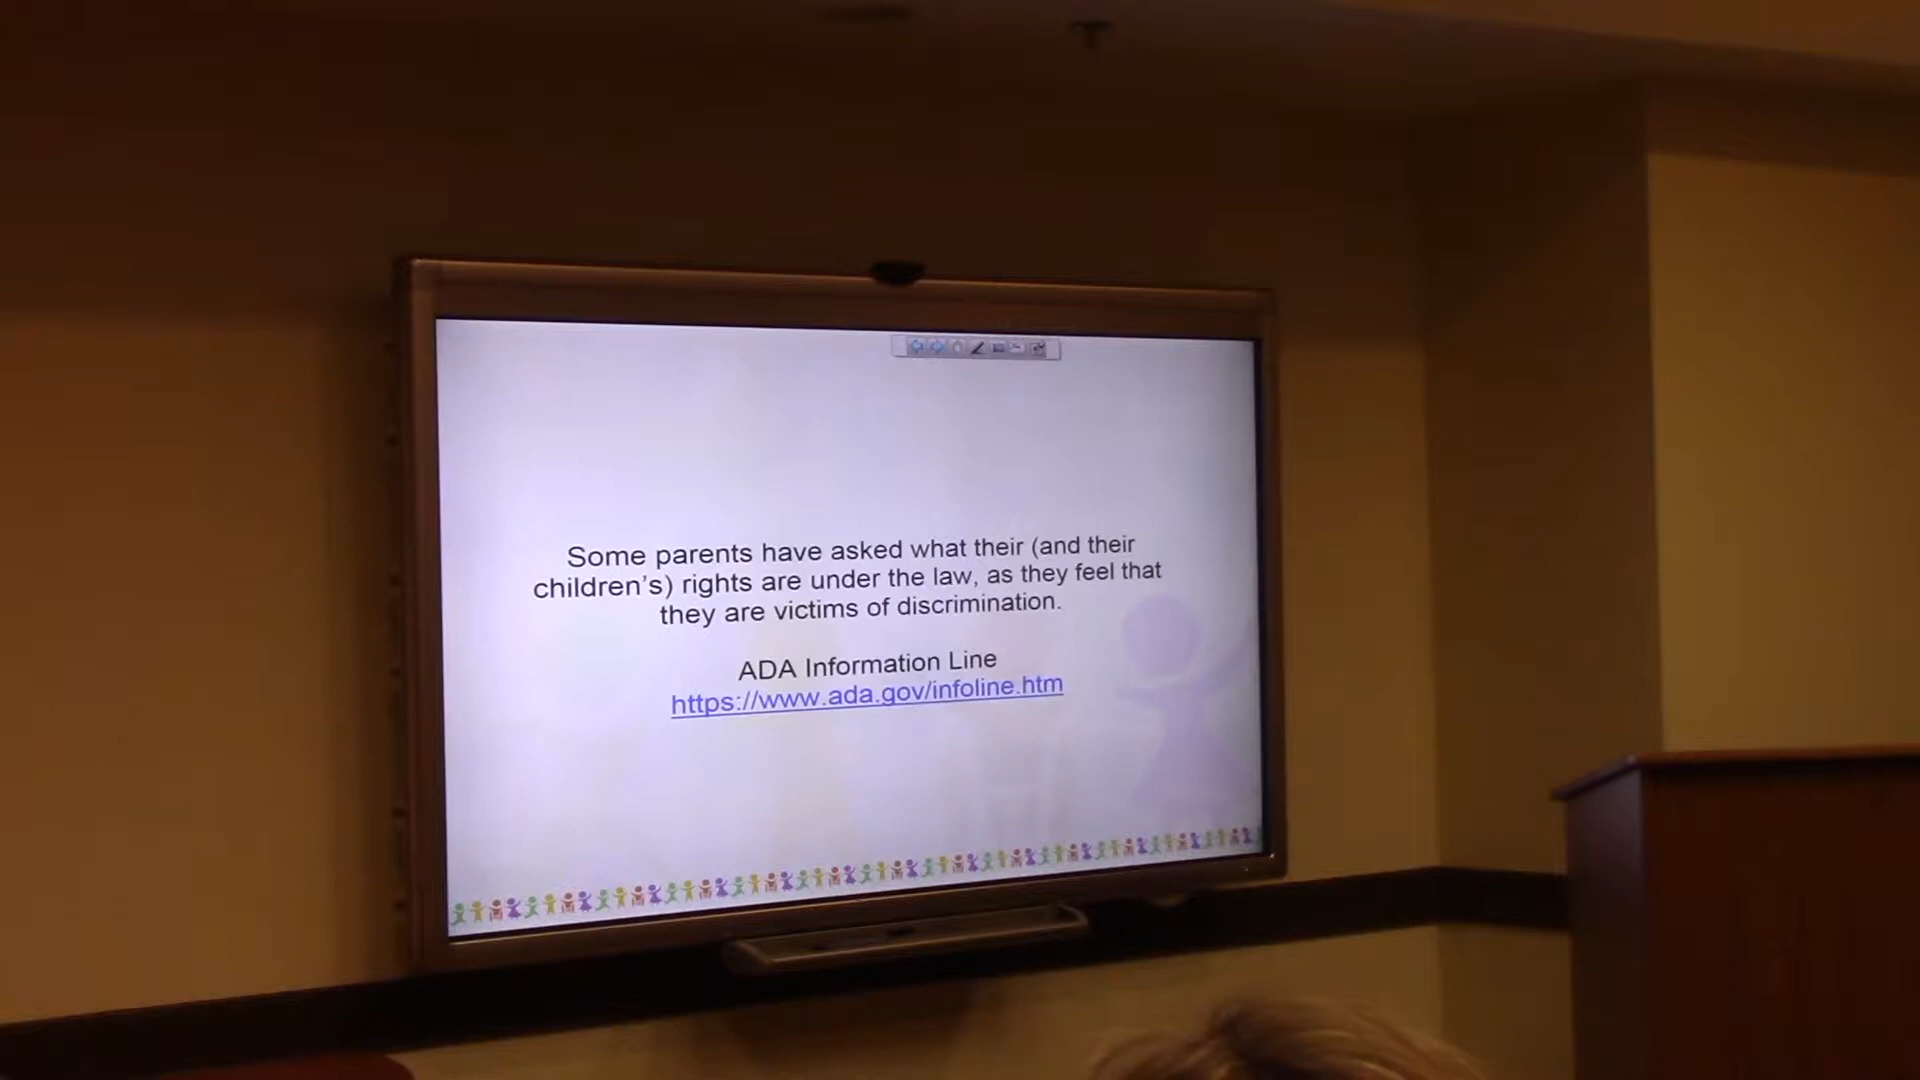 Some parents have asked what their (and their
children's) rights are under the law, as they feel that
they are victims of discrimination.
ADA Information Line
https://www.ada.gov/infoline.htm